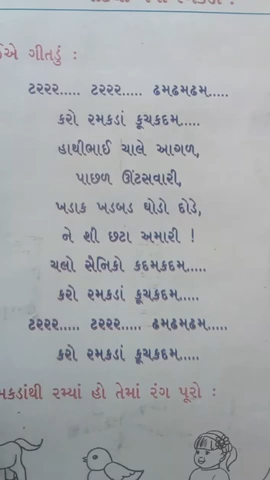 ગીતડું :
ટરરર..... ટરરર..... ઢમઢમઢમ.....
કરો રમકડાં કૂચકદમ.....
હાથીભાઈ ચાલે આગળ,
પાછળ ઊંટસવારી,
ખડાક ખડબડ ઘોડો દોડે,
ને શી છટા અમારી !
ચલો સૈનિકો કદમકદમ.....
કરો રમકડાં કૂચકદમ.....
ટરરર..... ટરરર..... ઢમઢમઢમ.....
કરો રમકડાં કૂચકદમ.....
રમ્યાં હો તેમાં રંગ પૂરો :